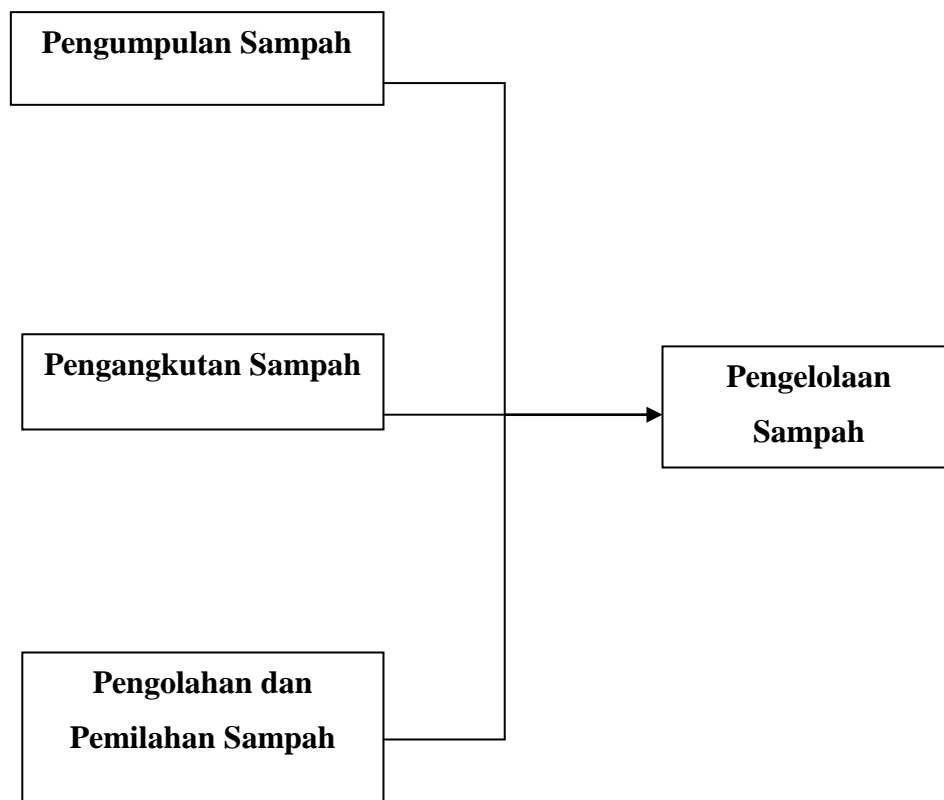 Pengumpulan Sampah
Pengangkutan Sampah
Pengelolaan
Sampah
Pengolahan dan
Pemilahan Sampah